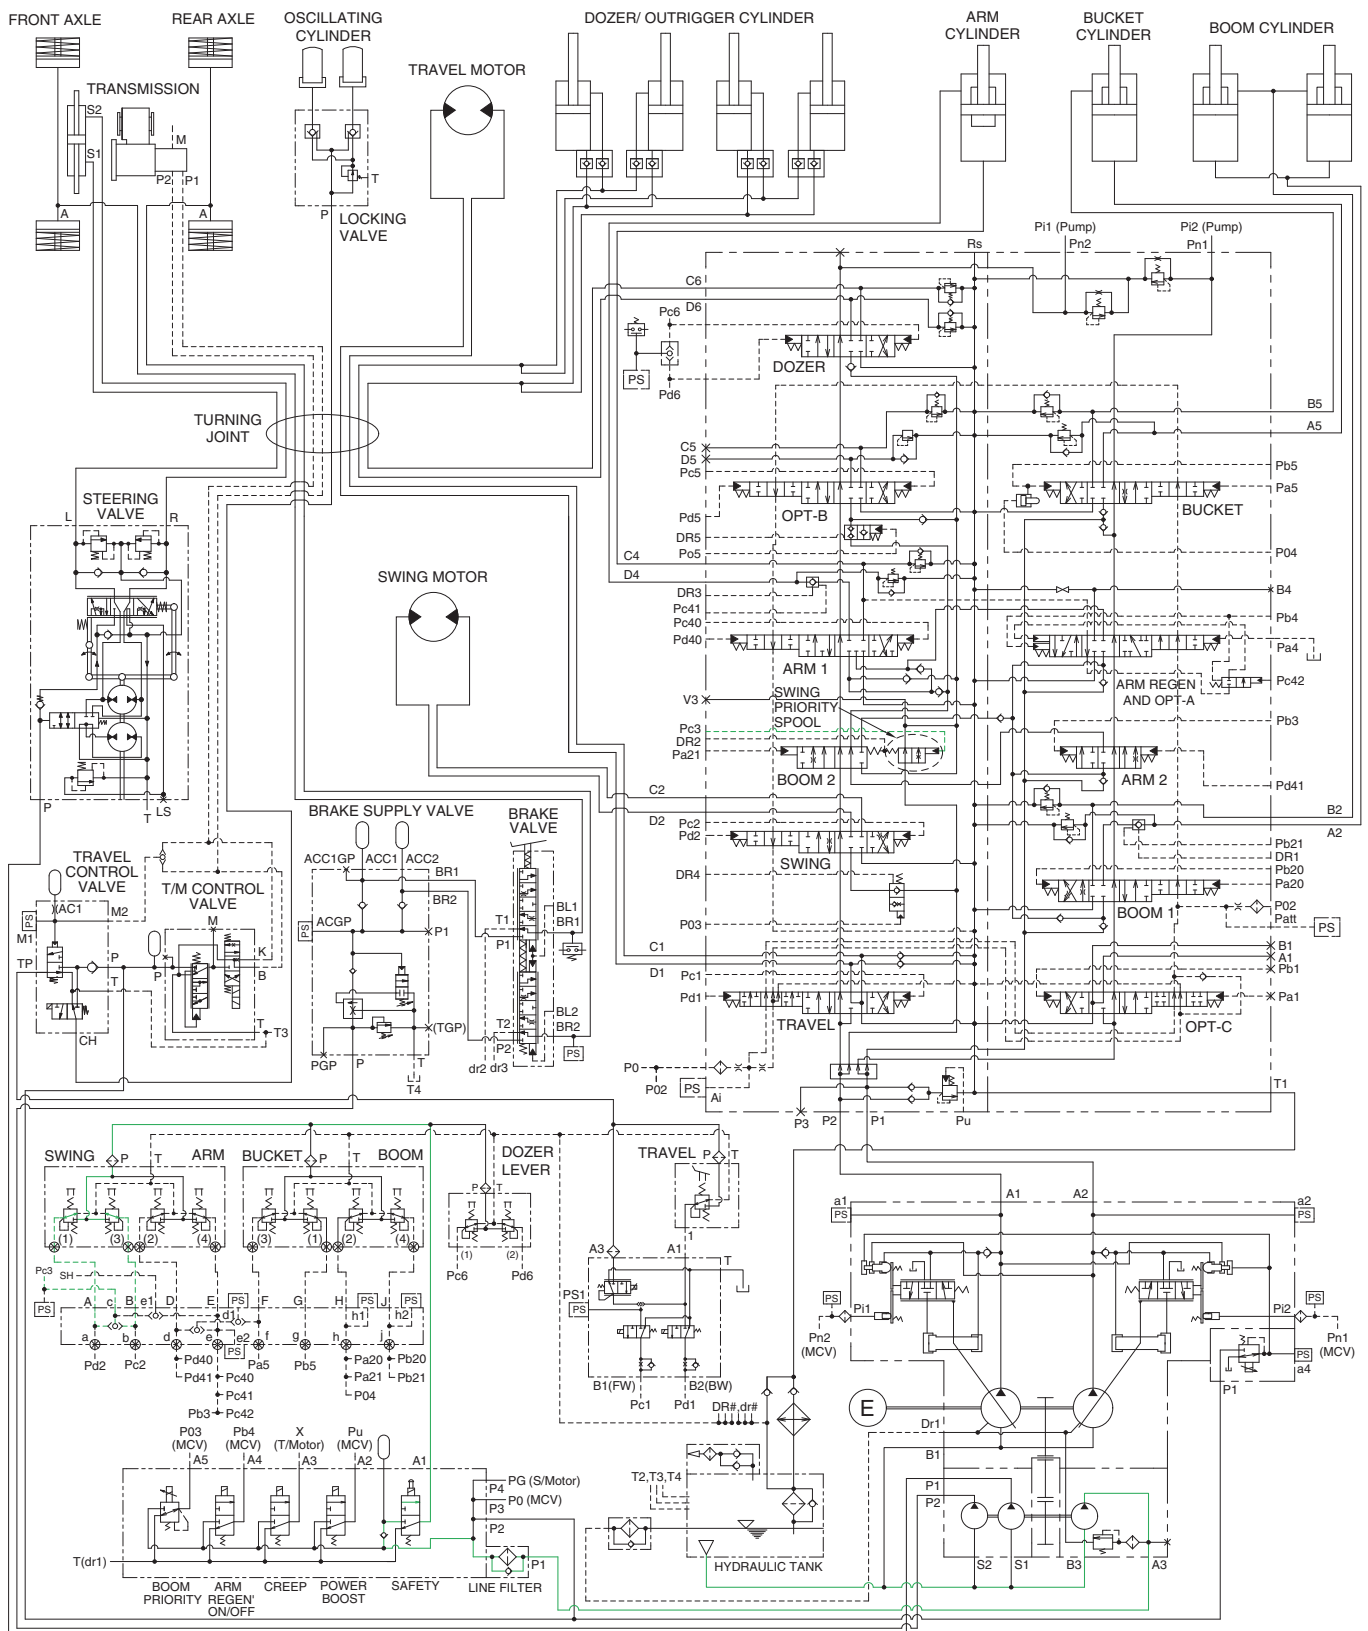 FRONT AXLE
REAR AXLE
OSCILLATING
CYLINDER
DOZER/ OUTRIGGER CYLINDER
ARM
CYLINDER
BUCKET
CYLINDER
BOOM CYLINDER
TRAVEL MOTOR
TRANSMISSION
S2
M
S1
P2
P1
T
A
A
P
LOCKING
VALVE
Pi1 (Pump)
Pi2 (Pump)
Rs
Pn2
Pn1
C6
D6
Pc6
DOZER
PS
Pd6
B5
TURNING
JOINT
A5
C5
D5
Pc5
Pb5
STEERING
VALVE
Pa5
L
R
Pd5
OPT-B
BUCKET
DR5
Po5
P04
C4
D4
SWING MOTOR
DR3
B4
Pc41
Pc40
Pb4
Pd40
Pa4
ARM 1
ARM REGEN
AND OPT-A
Pc42
V3
SWING
PRIORITY
SPOOL
Pb3
Pc3
DR2
Pa21
BOOM 2
ARM 2
Pd41
C2
B2
P
T
LS
BRAKE SUPPLY VALVE
BRAKE
VALVE
D2
Pc2
Pd2
A2
SWING
Pb21
DR1
TRAVEL
CONTROL
VALVE
ACC1GP
ACC1
ACC2
BR1
BR2
DR4
Pb20
Pa20
T/M CONTROL
VALVE
AC1
M2
PS
M1
M
ACGP
PS
P1
T1
BL1
BR1
P1
P03
BOOM 1
P02
Patt
PS
TP
K
B
P
P
T
C1
D1
Pc1
Pd1
B1
A1
Pb1
Pa1
TRAVEL
OPT-C
BL2
T2
BR2
P2
PS
T
T3
CH
(TGP)
PGP
P
T
T4
dr2
dr3
P0
P02
PS
Ai
P3
P2
P1
Pu
T1
SWING
P
T
ARM
BUCKET
P
T
BOOM
DOZER
LEVER
P
T
TRAVEL
P
T
(1)
(3)
(2)
(4)
(3)
(1)
(2)
(4)
(1)
(2)
Pc6
Pd6
1
A3
A1
T
a1
PS
A1
A2
a2
PS
Pc3
SH
PS
A
c
B
e1
D
E
d1
PS
F
G
H
PS
h1
J
PS
h2
PS1
PS
PS
Pi1
Pi2
PS
a
b
d
e
e2
PS
f
g
h
j
Pn2
(MCV)
Pn1
(MCV)
Pd2
Pc2
Pd40
Pd41
Pc40
Pc41
Pc42
Pb3
Pa5
Pb5
Pa20
Pa21
P04
Pb20
Pb21
B1(FW)
B2(BW)
Pc1
Pd1
PS
a4
P1
E
DR#,dr#
Dr1
B1
P03
(MCV)
Pb4
(MCV)
X
(T/Motor)
Pu
(MCV)
A5
A4
A3
A2
A1
T2,T3,T4
P1
P2
P4
PG (S/Motor)
P0 (MCV)
P3
P2
T(dr1)
P1
HYDRAULIC TANK
S2
S1
B3
A3
BOOM
PRIORITY
ARM
REGEN'
ON/OFF
CREEP
POWER
BOOST
SAFETY
LINE FILTER